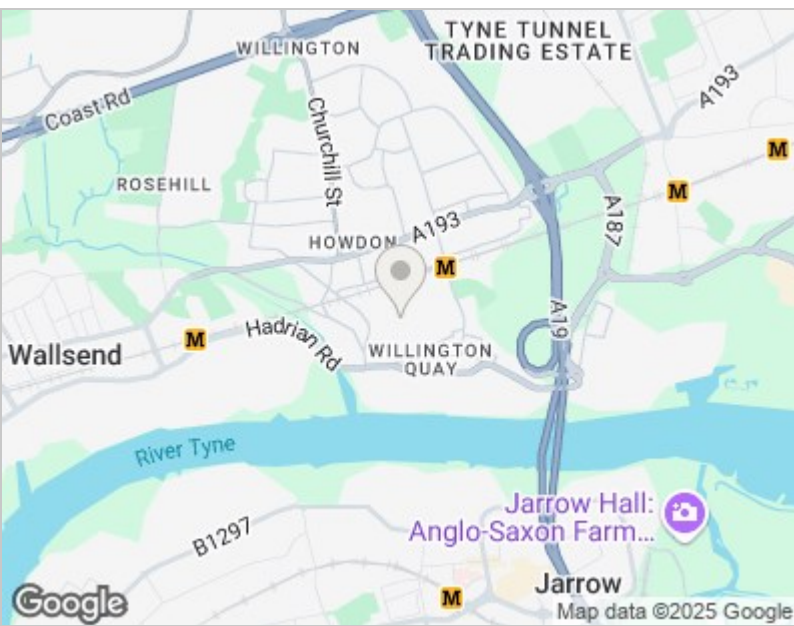 TYNE TUNNEL
TRADING ESTATE
WILLINGTON
A193
Coast Rd
Churchill St
M
ROSEHILL
M
A187
HOWDON
A193
M
A19
M
Hadrian Rd
Wallsend
WILLINGTON
QUAY
River Tyne
Jarrow Hall:
Anglo-Saxon Farm...
B1297
M
Jarrow
Google
Map data ©2025 Google